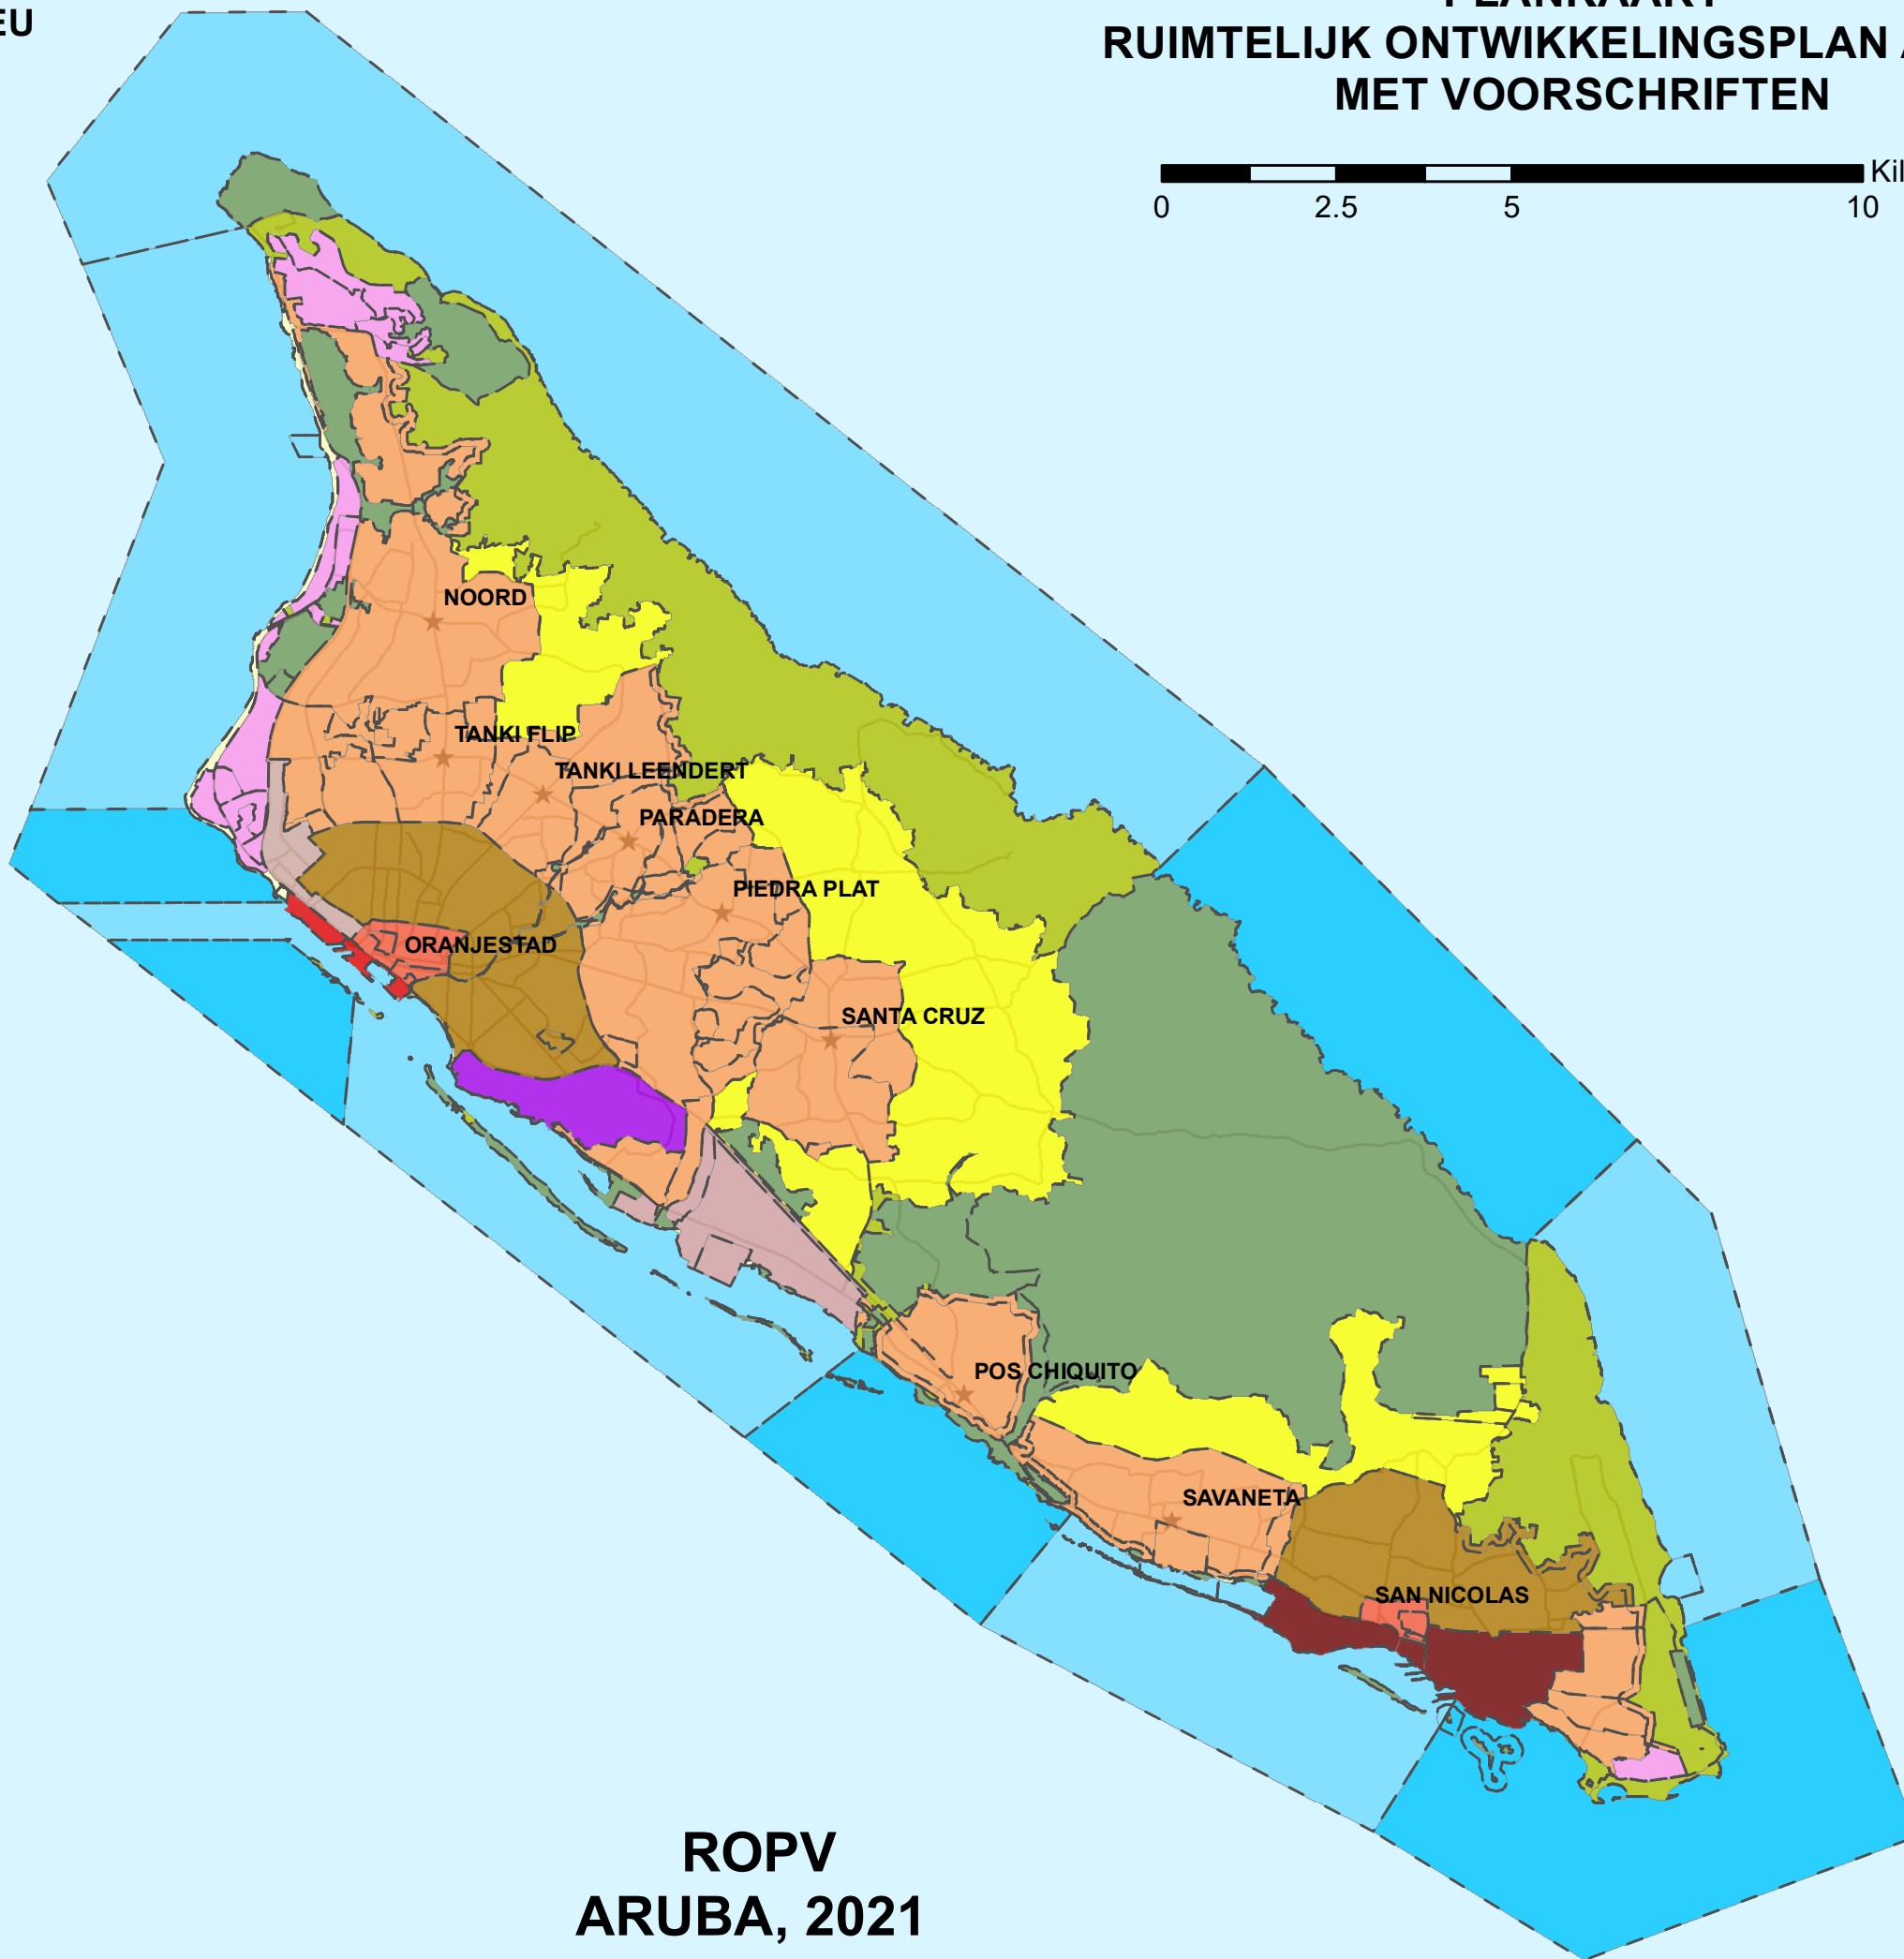 RUIMTELIJK ONTWIKKELINGSPLAN
MET VOORSCHRIFTEN
0 2.5 5 10
NOORD
TANKI FLIP
TANKI LEENDERT
PARADERA
PIEDRA PLAT
ORANJESTAD
SANTA CRUZ
POS CHIQUITO
SAVANETA
SAN NICOLAS
ROPV
ARUBA, 2021